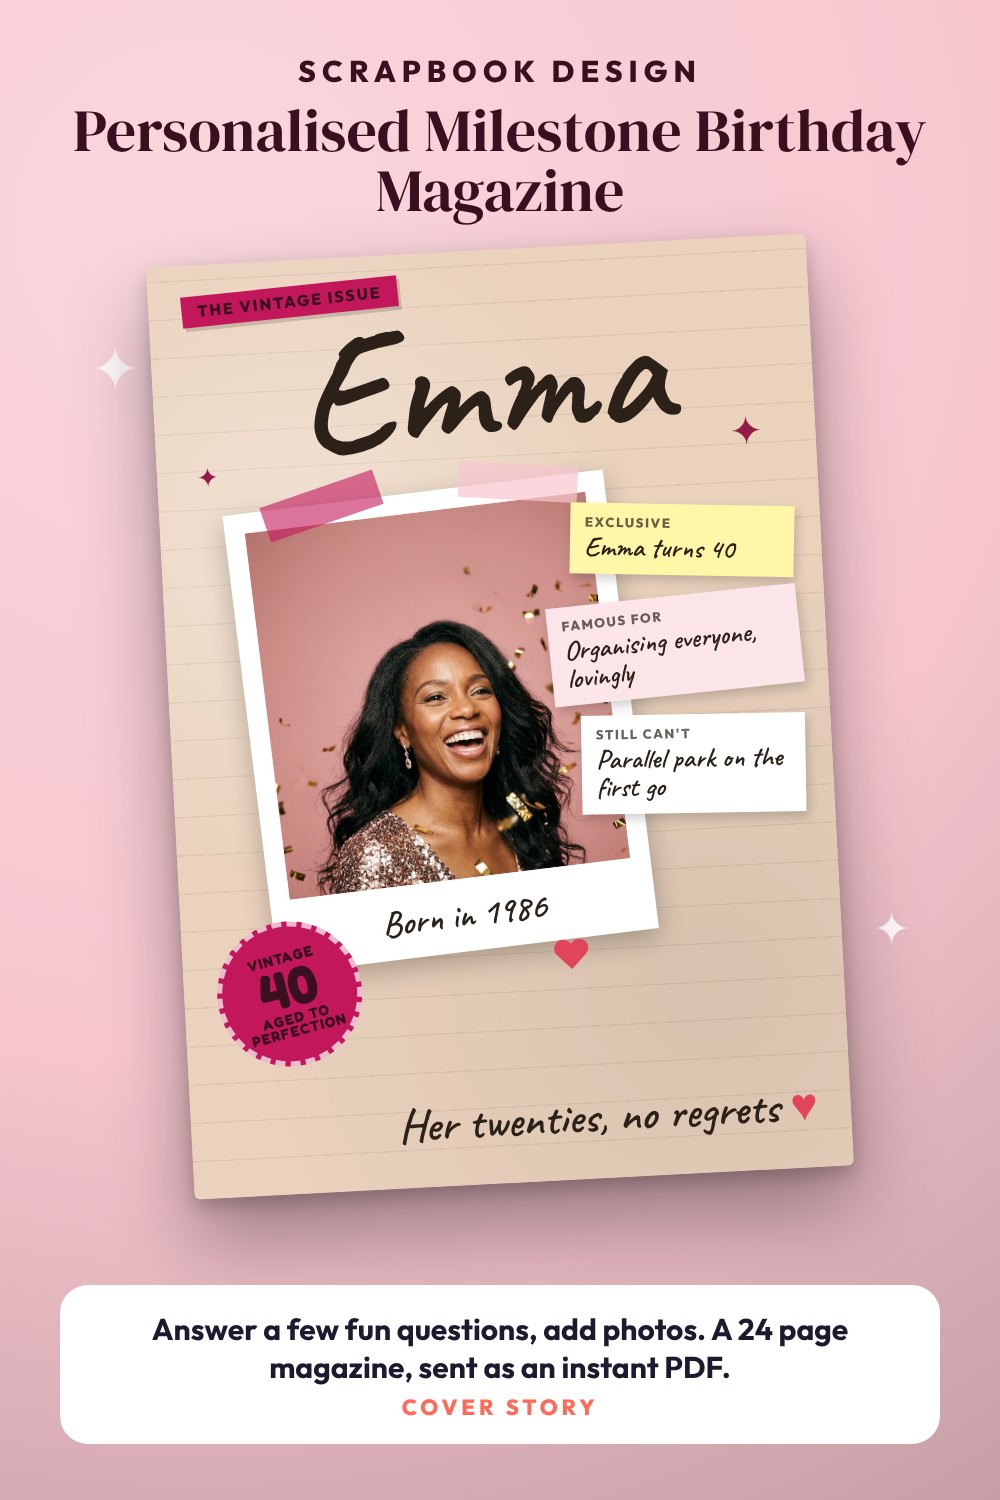 SCRAPBOOK DESIGN
Personalised Milestone Birthday
Magazine
THE VINTAGE ISSUE
Emma
EXCLUSIVE
Emma turns 40
FAMOUS FOR
Organising everyone,
lovingly
STILL CAN'T
Parallel park on the
first go
Born in 1986
VINTAGE
40
AGED TO
PERFECTION
Her twenties, no regrets
Answer a few fun questions, add photos. A 24 page
magazine, sent as an instant PDF.
COVER STORY